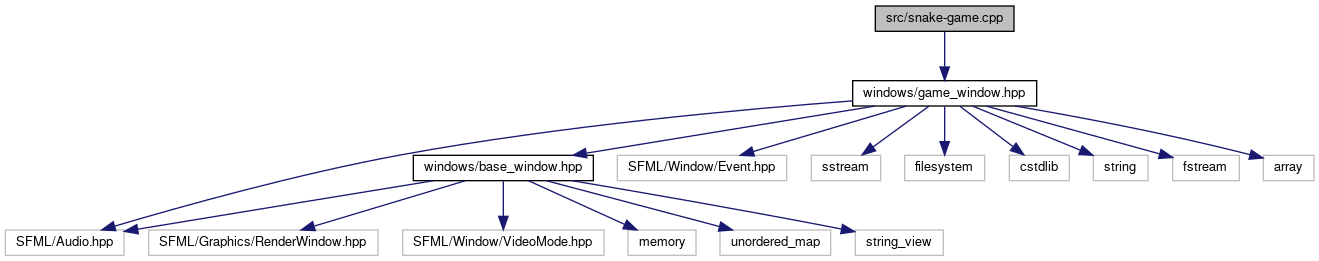 src/snake-game.cpp
windows/game_window.hpp
windows/base_window.hpp
SFML/Window/Event.hpp
sstream
filesystem
cstdlib
string
fstream
array
SFML/Audio.hpp
SFML/Graphics/RenderWindow.hpp
SFML/Window/VideoMode.hpp
memory
unordered_map
string_view